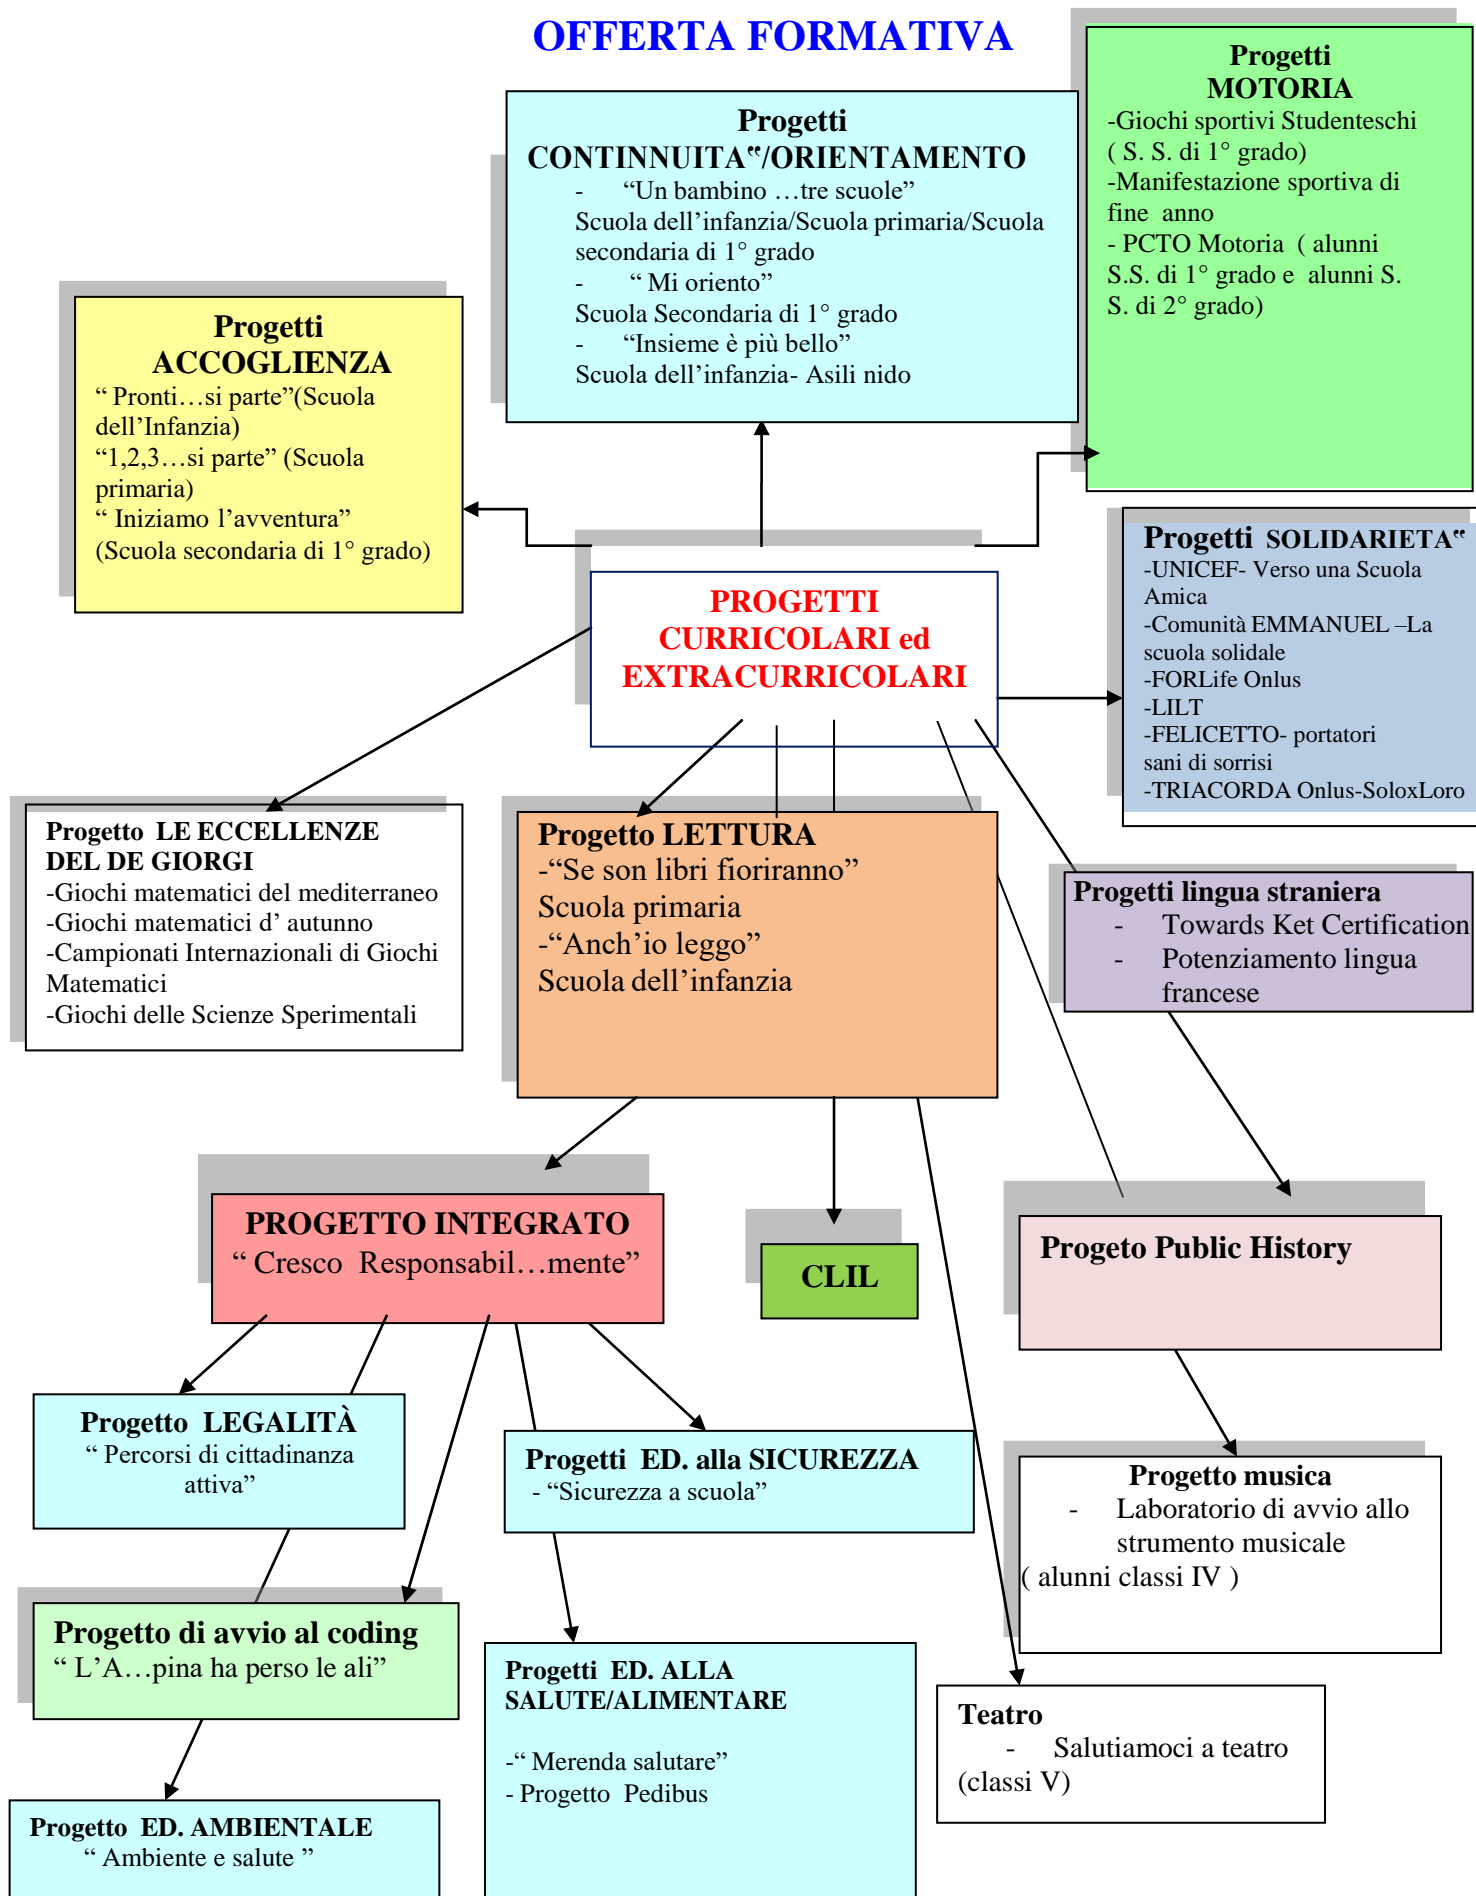 OFFERTA FORMATIVA
Progetti
MOTORIA
-Giochi sportivi Studenteschi
( S. S. di 1° grado)
-Manifestazione sportiva di
fine anno
- PCTO Motoria ( alunni
S.S. di 1° grado e alunni S.
S. di 2° grado)
Progetti
CONTINNUITA‟/ORIENTAMENTO
- “Un bambino …tre scuole”
Scuola dell’infanzia/Scuola primaria/Scuola
secondaria di 1° grado
- “ Mi oriento”
Scuola Secondaria di 1° grado
- “Insieme è più bello”
Scuola dell’infanzia- Asili nido
Progetti
ACCOGLIENZA
“ Pronti…si parte”(Scuola
dell’Infanzia)
“1,2,3…si parte” (Scuola
primaria)
“ Iniziamo l’avventura”
(Scuola secondaria di 1° grado)
Progetti SOLIDARIETA‟
-UNICEF- Verso una Scuola
Amica
-Comunità EMMANUEL –La
scuola solidale
-FORLife Onlus
-LILT
-FELICETTO- portatori
sani di sorrisi
-TRIACORDA Onlus-SoloxLoro
PROGETTI
CURRICOLARI ed
EXTRACURRICOLARI
Progetto LE ECCELLENZE
DEL DE GIORGI
-Giochi matematici del mediterraneo
-Giochi matematici d’ autunno
-Campionati Internazionali di Giochi
Matematici
-Giochi delle Scienze Sperimentali
Progetto LETTURA
-“Se son libri fioriranno”
Scuola primaria
-“Anch’io leggo”
Scuola dell’infanzia
Progetti lingua straniera
- Towards Ket Certification
- Potenziamento lingua
francese
PROGETTO INTEGRATO
“ Cresco Responsabil…mente”
CLIL
Progeto Public History
Progetto LEGALITÀ
“ Percorsi di cittadinanza
attiva”
Progetti ED. alla SICUREZZA
- “Sicurezza a scuola”
Progetto musica
- Laboratorio di avvio allo
strumento musicale
( alunni classi IV )
Progetto di avvio al coding
“ L’A…pina ha perso le ali”
Progetti ED. ALLA
SALUTE/ALIMENTARE
-“ Merenda salutare”
- Progetto Pedibus
Teatro
- Salutiamoci a teatro
(classi V)
Progetto ED. AMBIENTALE
“ Ambiente e salute ”